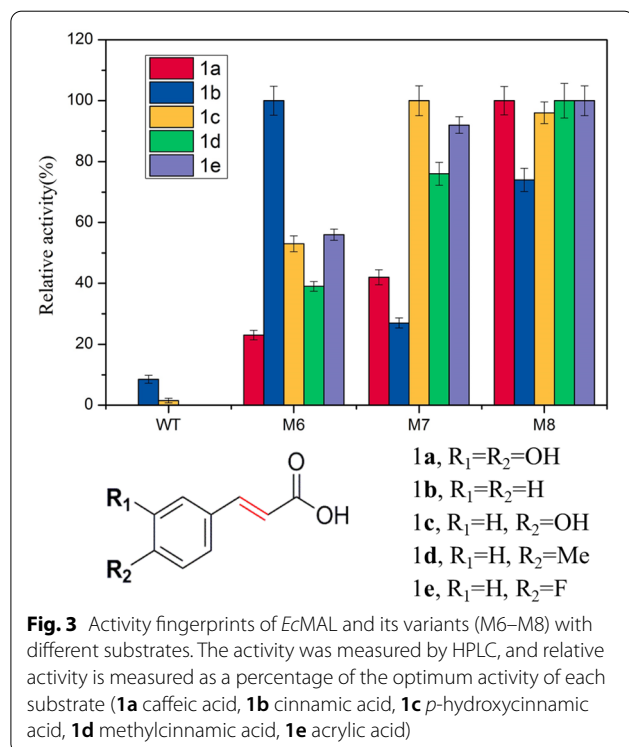 120
100
80
60
40
20
0
Relative activity(%)
1a
1b
1c
1d
1e
WT M6 M7 M8
R1
R2
O
OH
1a, R1=R2=OH
1b, R1=R2=H
1c, R1=H, R2=OH
1d, R1=H, R2=Me
1e, R1=H, R2=F
Fig. 3 Activity fingerprints of EcMAL and its variants (M6–M8) with
different substrates. The activity was measured by HPLC, and relative
activity is measured as a percentage of the optimum activity of each
substrate (1a caffeic acid, 1b cinnamic acid, 1c p-hydroxycinnamic
acid, 1d methylcinnamic acid, 1e acrylic acid)